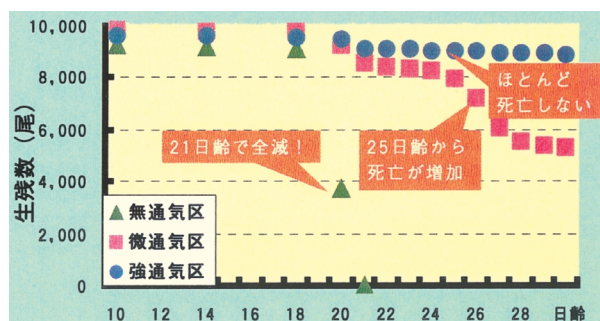 10,000
8,000
6,000
4,000
2,000
0
生残数（尾）
ほとんど
死亡しない
21日齢で全滅！
25日齢から
死亡が増加
無通気区
微通気区
強通気区
10 12 14 16 18 20 22 24 26 28 日齢